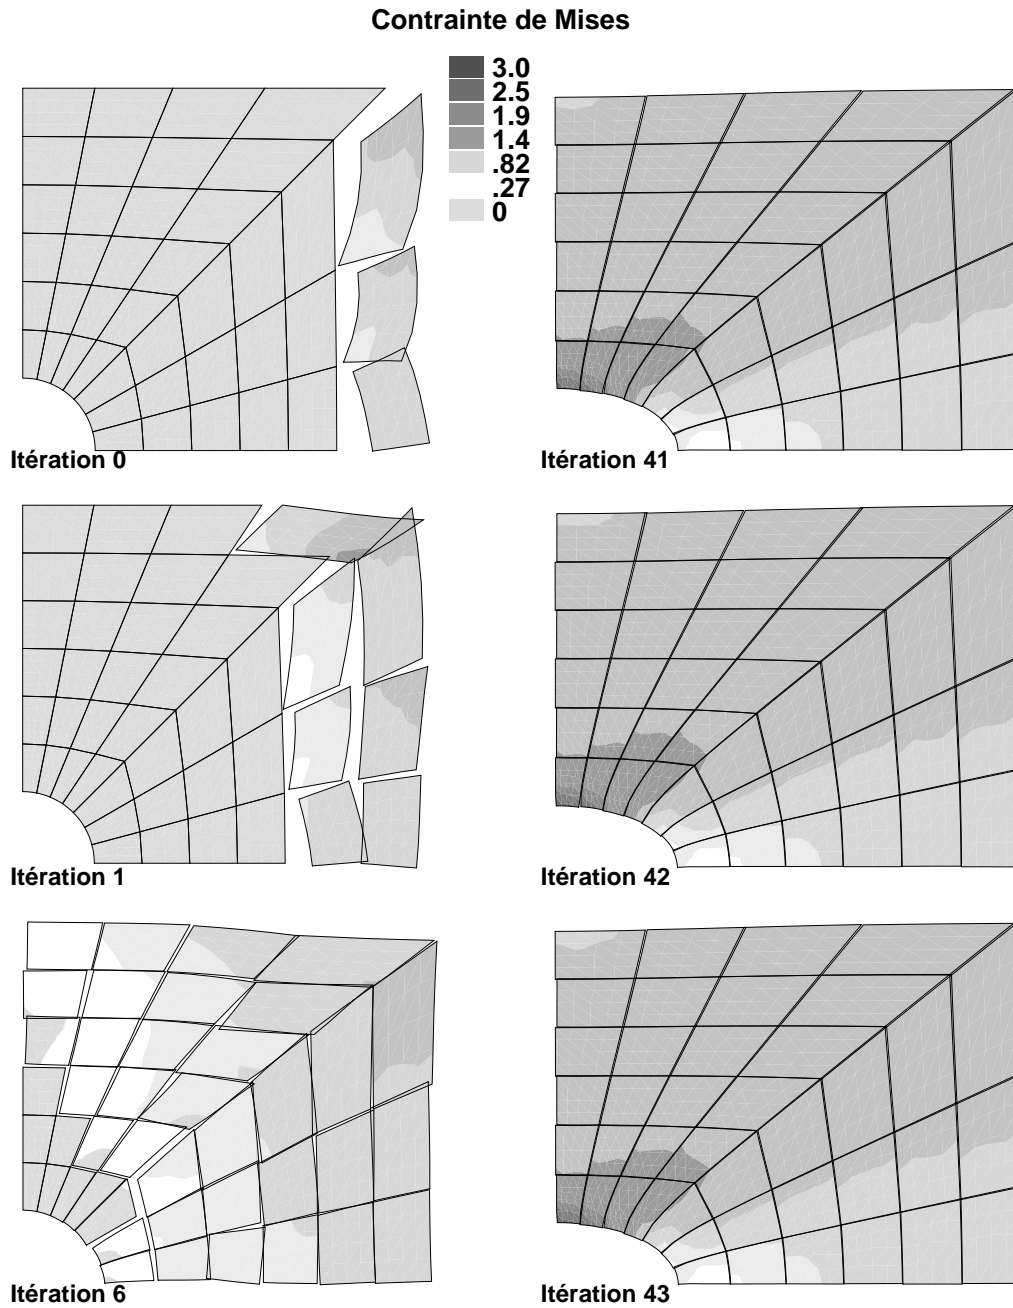 Contrainte de Mises
3.0
2.5
1.9
1.4
.82
.27
0
Itération 0
Itération 41
Itération 1
Itération 42
Itération 6
Itération 43